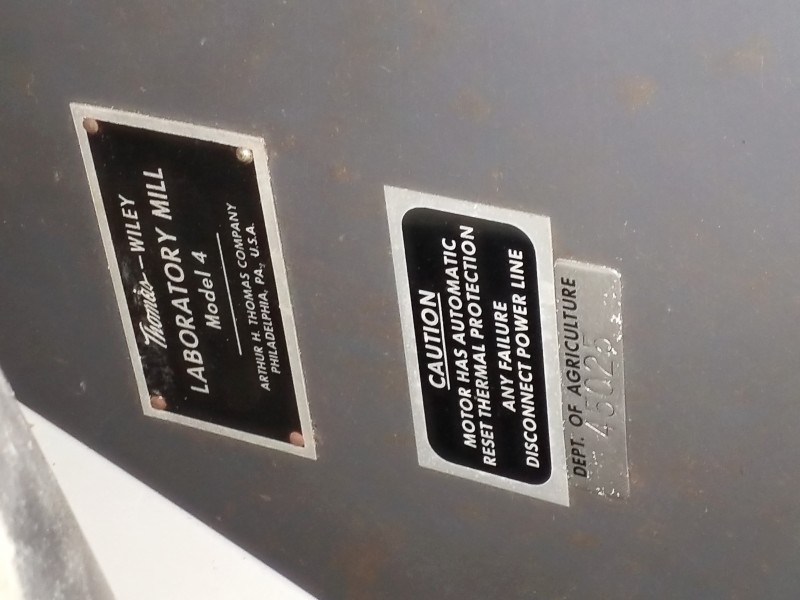 Thomas—WILEY
LABORATORY MILL
Model 4
ARTHUR H. THOMAS COMPANY
PHILADELPHIA, PA., U.S.A.
CAUTION
MOTOR HAS AUTOMATIC
RESET THERMAL PROTECTION
ANY FAILURE
DISCONNECT POWER LINE
DEPT. OF AGRICULTURE
45025